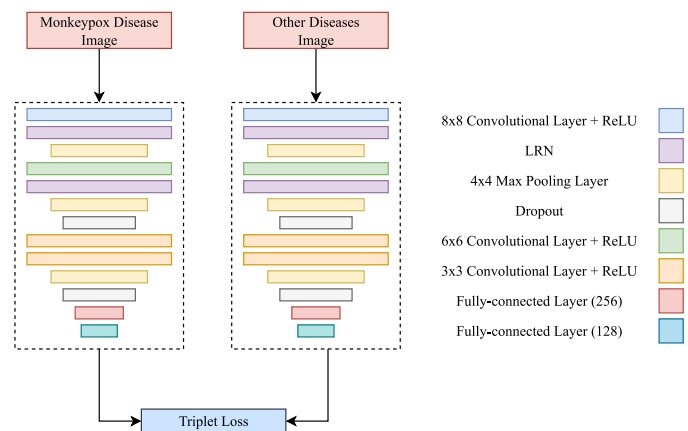 Monkeypox Disease
Image
Other Diseases
Image
8x8 Convolutional Layer + ReLU
LRN
4x4 Max Pooling Layer
Dropout
6x6 Convolutional Layer + ReLU
3x3 Convolutional Layer + ReLU
Fully-connected Layer (256)
Fully-connected Layer (128)
Triplet Loss